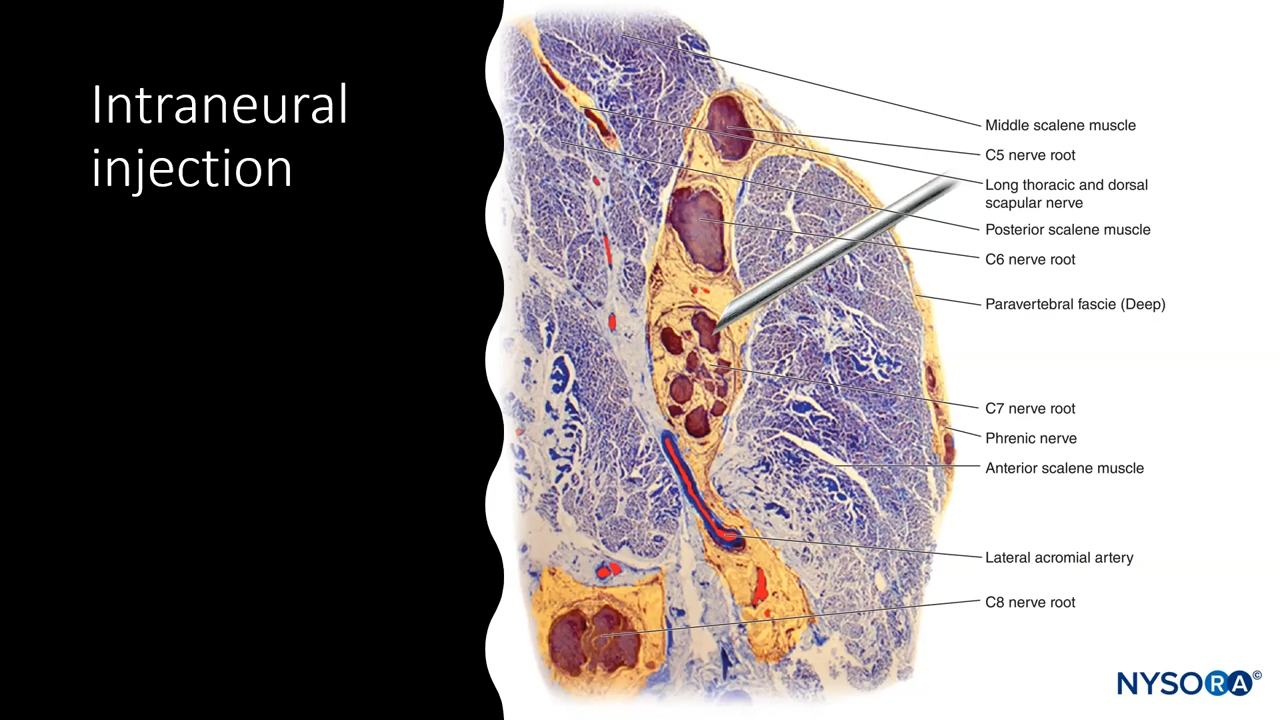 Intraneural
injection
Middle scalene muscle
C5 nerve root
Long thoracic and dorsal
scapular nerve
Posterior scalene muscle
C6 nerve root
Paravertebral fascie (Deep)
C7 nerve root
Phrenic nerve
Anterior scalene muscle
Lateral acromial artery
C8 nerve root
NYSORA©